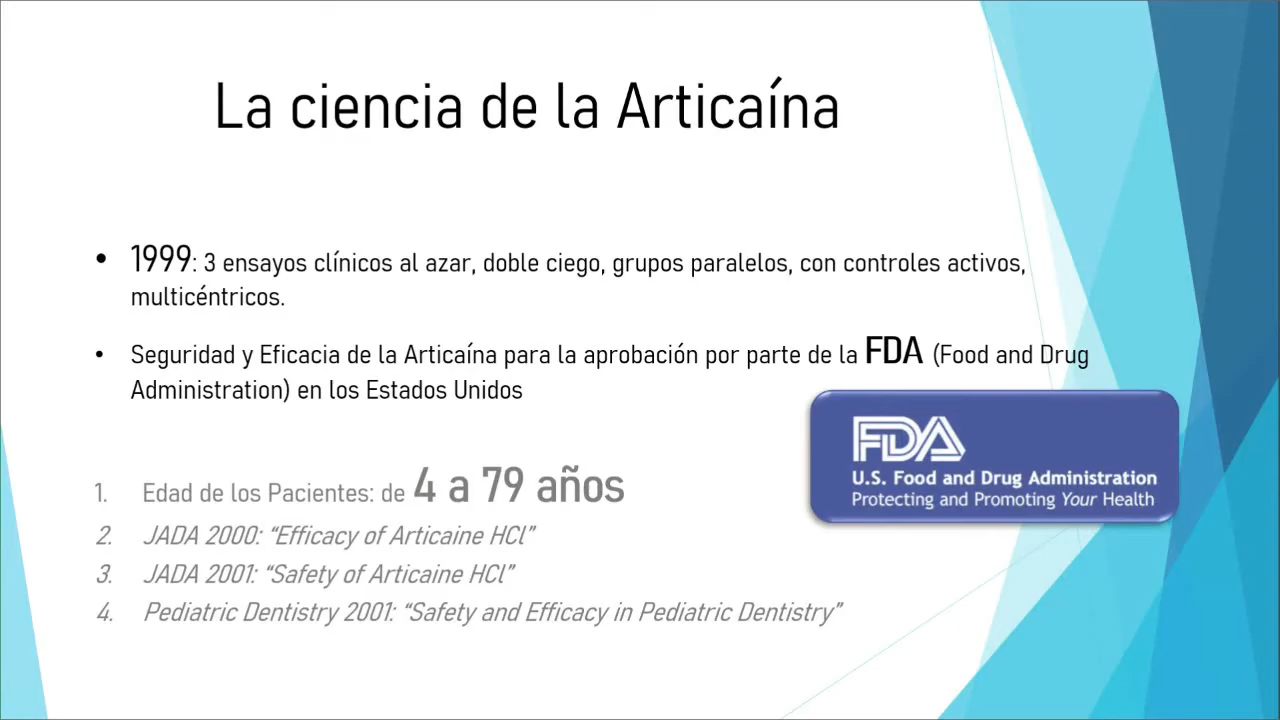 La ciencia de la Articaína
• 1999: 3 ensayos clínicos al azar, doble ciego, grupos paralelos, con controles activos,
multicéntricos.
• Seguridad y Eficacia de la Articaína para la aprobación por parte de la FDA (Food and Drug
Administration) en los Estados Unidos
FDA
U.S. Food and Drug Administration
Protecting and Promoting Your Health
1. Edad de los Pacientes: de 4 a 79 años
2. JADA 2000: “Efficacy of Articaine HCl”
3. JADA 2001: “Safety of Articaine HCl”
4. Pediatric Dentistry 2001: “Safety and Efficacy in Pediatric Dentistry”